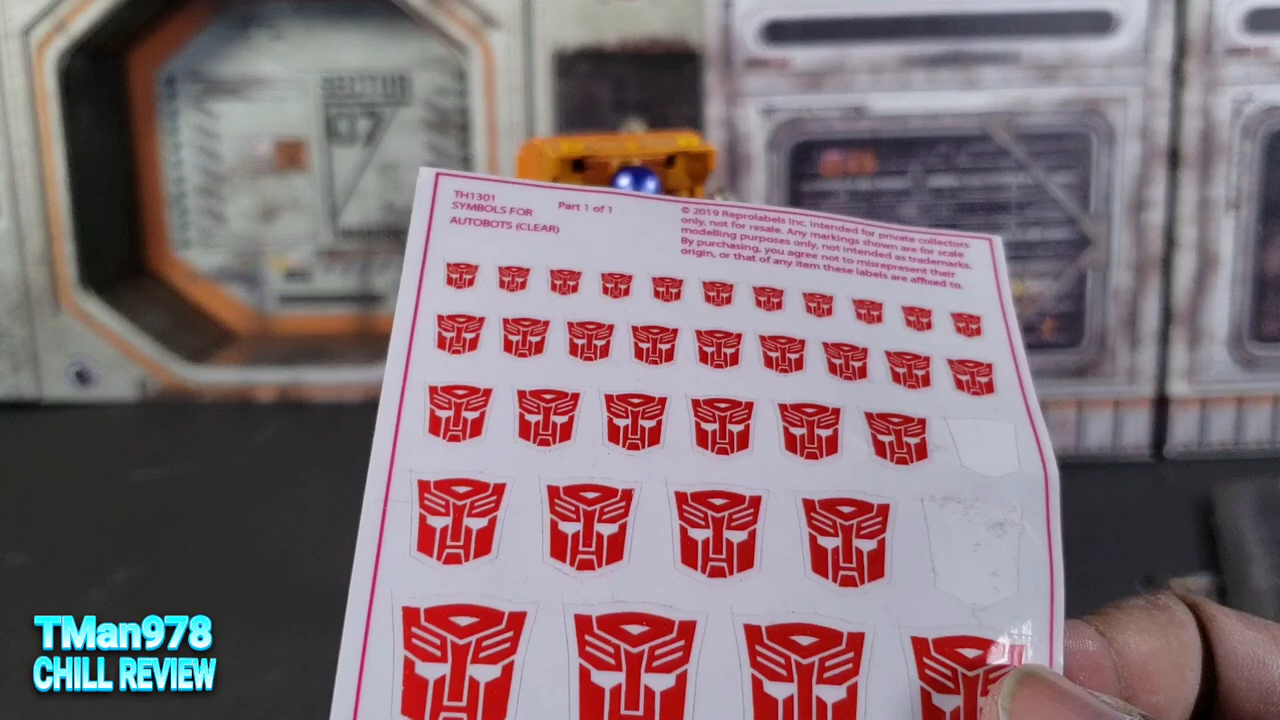 SECTOR
07
TH1301
SYMBOLS FOR
AUTOBOTS (CLEAR)
Part 1 of 1
© 2019 Reprolabels Inc. Intended for private collectors
only, not for resale. Any markings shown are for scale
modelling purposes only, not intended as trademarks.
By purchasing, you agree not to misrepresent their
origin, or that of any item these labels are affixed to.
TMan978
CHILL REVIEW